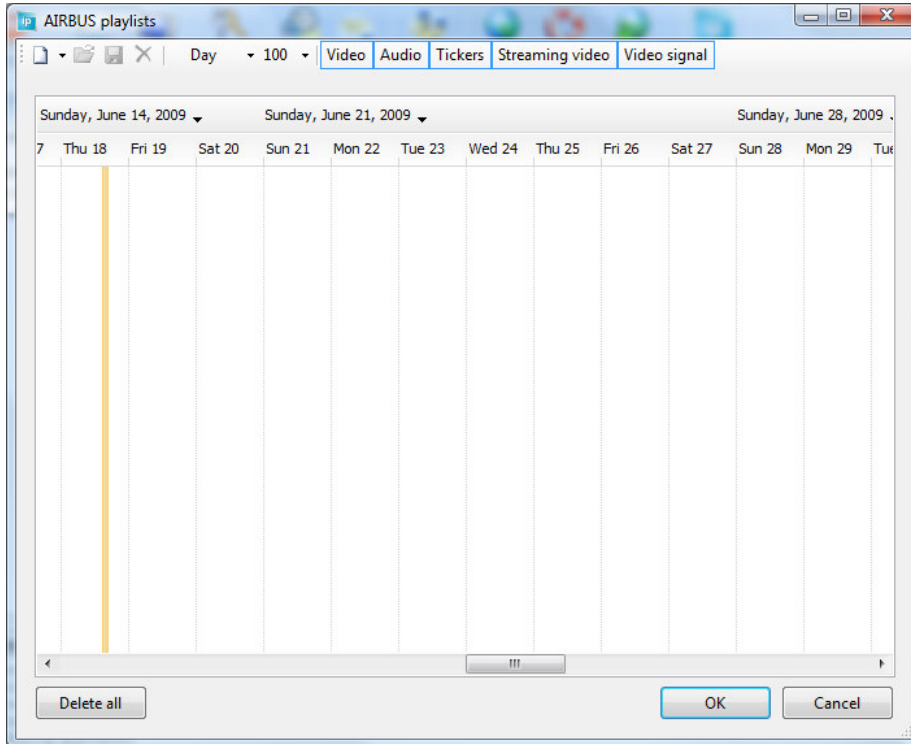 AIRBUS playlists
Day 100 Video Audio Tickers Streaming video Video signal
Sunday, June 14, 2009 Sunday, June 21, 2009 Sunday, June 28, 2009
7 Thu 18 Fri 19 Sat 20 Sun 21 Mon 22 Tue 23 Wed 24 Thu 25 Fri 26 Sat 27 Sun 28 Mon 29 Tue
Delete all OK Cancel